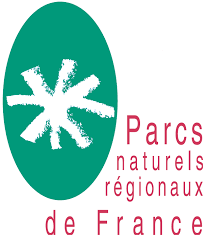 Parcs
naturels
régionaux
de France